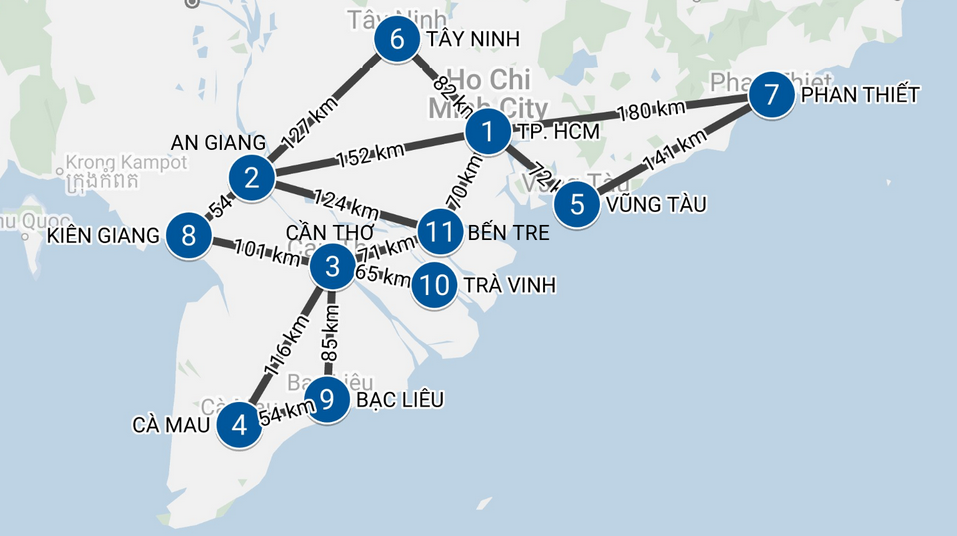 Tây Ninh
6 TÂY NINH
Ho Chi
Minh City
82 km
127 km
7 PHAN THIẾT
180 km
1 TP. HCM
AN GIANG
152 km
141 km
Krong Kampot
ក្រុងកំពត
2
72 km
70 km
124 km
54
5 VŨNG TÀU
KIÊN GIANG 8
CẦN THƠ
11 BẾN TRE
101 km
71 km
3
65 km
10 TRÀ VINH
116 km
85 km
Bạc Liêu
9 BẠC LIÊU
CÀ MAU 4
54 km